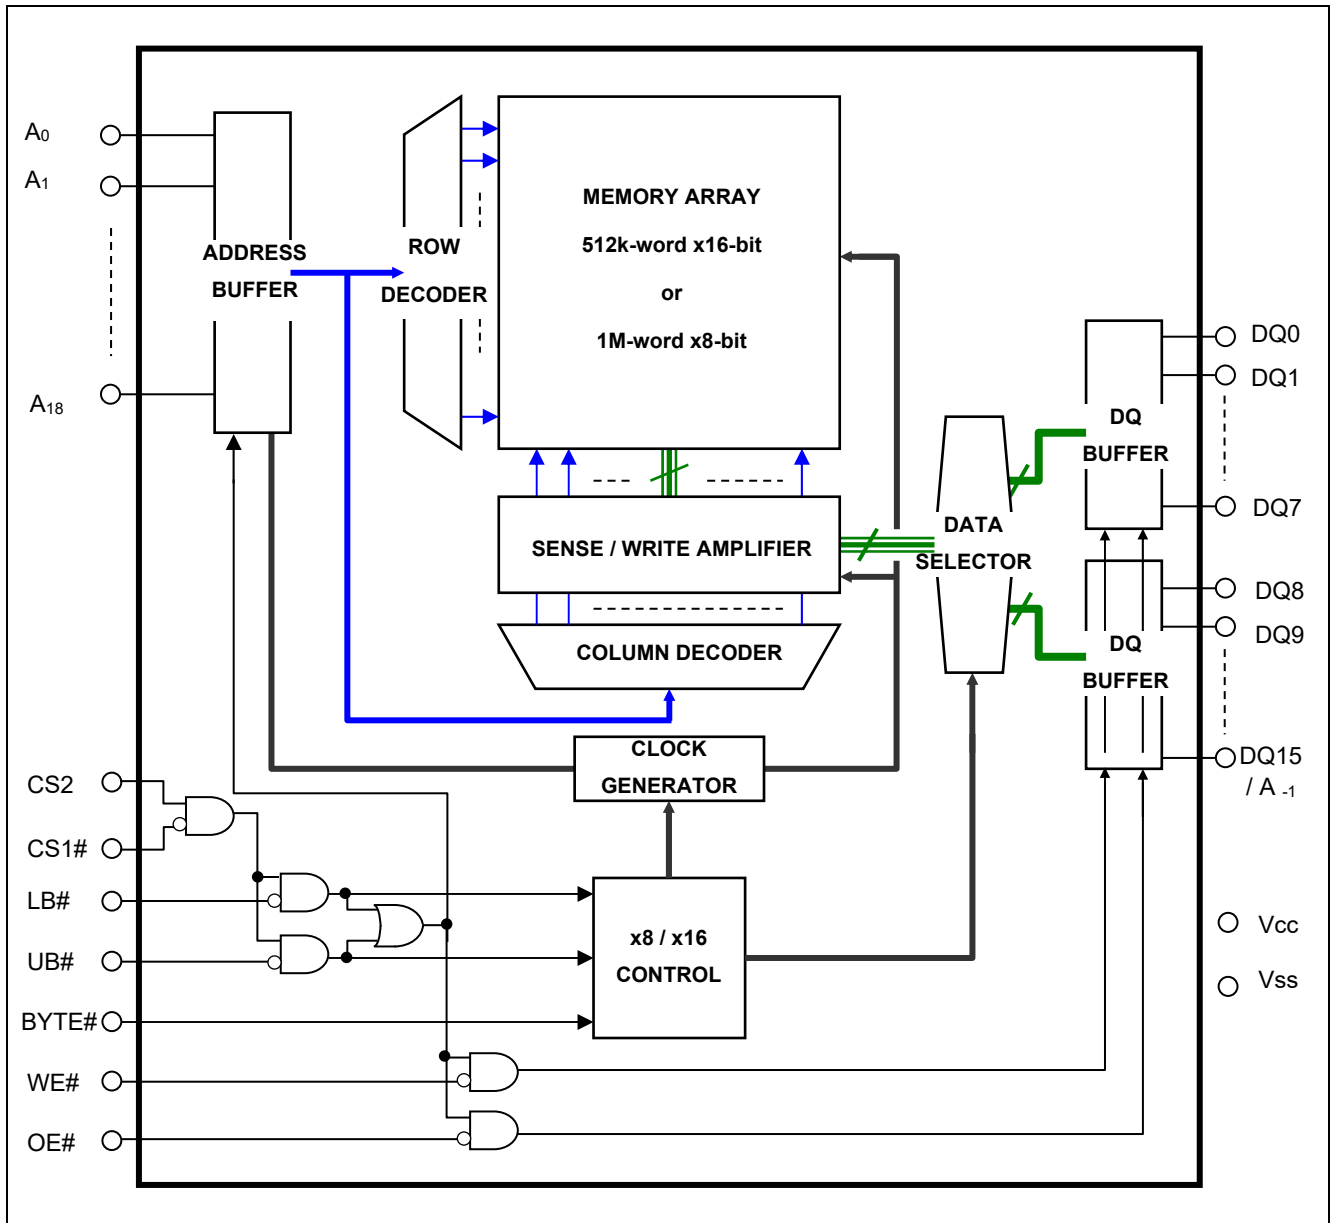 A0
A1
A18
ADDRESS
BUFFER
ROW
DECODER
MEMORY ARRAY
512k-word x16-bit
or
1M-word x8-bit
SENSE / WRITE AMPLIFIER
COLUMN DECODER
CLOCK
GENERATOR
x8 / x16
CONTROL
DATA
SELECTOR
DQ
BUFFER
DQ
BUFFER
DQ0
DQ1
DQ7
DQ8
DQ9
DQ15
/ A -1
CS2
CS1#
LB#
UB#
BYTE#
WE#
OE#
Vcc
Vss